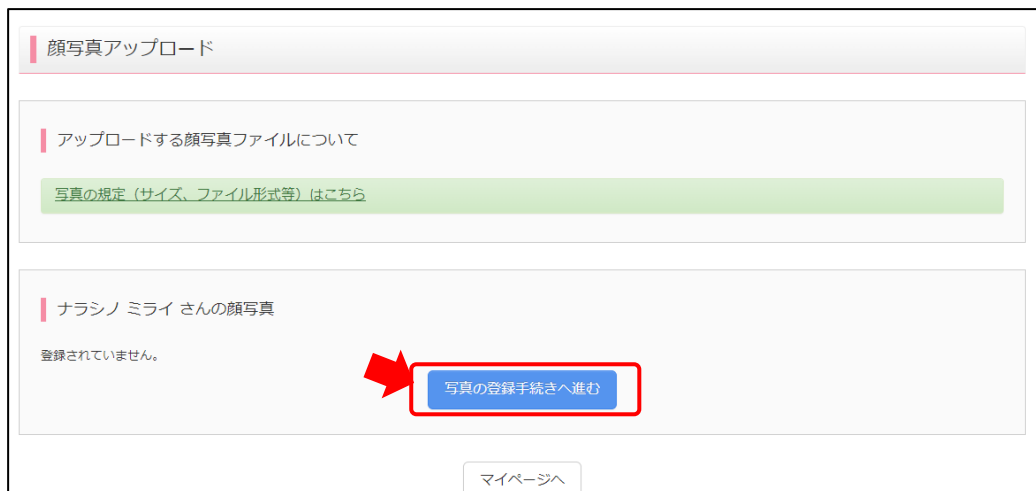 顔写真アップロード
アップロードする顔写真ファイルについて
写真の規定（サイズ、ファイル形式等）はこちら
ナラシノ ミライ さんの顔写真
登録されていません。
写真の登録手続きへ進む
マイページへ